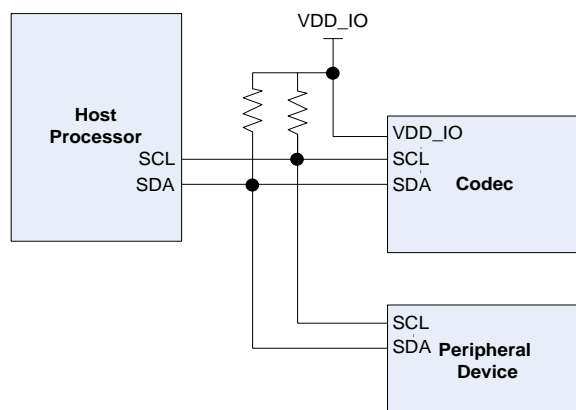 VDD_IO
Host
Processor
SCL
SDA
VDD_IO
SCL
SDA
Codec
SCL
SDA
Peripheral
Device